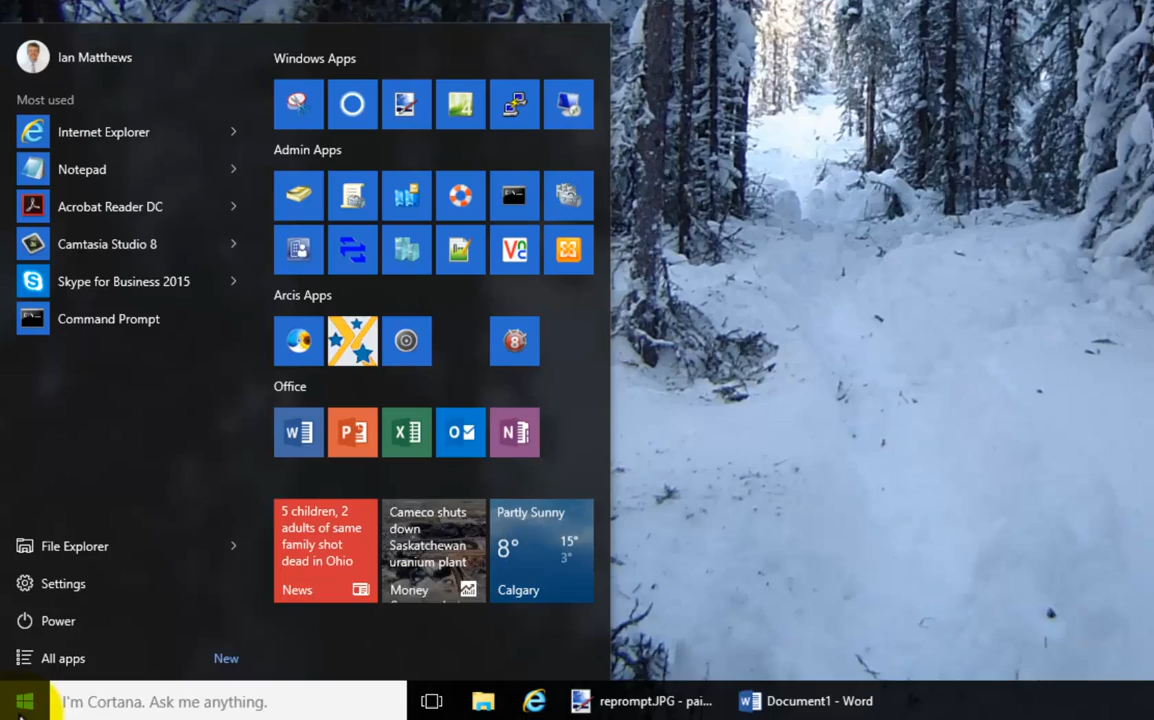 Ian Matthews
Most used
Internet Explorer
Notepad
Acrobat Reader DC
Camtasia Studio 8
Skype for Business 2015
Command Prompt
File Explorer
Settings
Power
All apps
New
Windows Apps
Admin Apps
Arcis Apps
8
Office
5 children, 2
adults of same
family shot
dead in Ohio
News
Cameco shuts
down
Saskatchewan
uranium plant
Money
Partly Sunny
8°
15°
3°
Calgary
I'm Cortana. Ask me anything.
reprompt.JPG - pai...
Document1 - Word